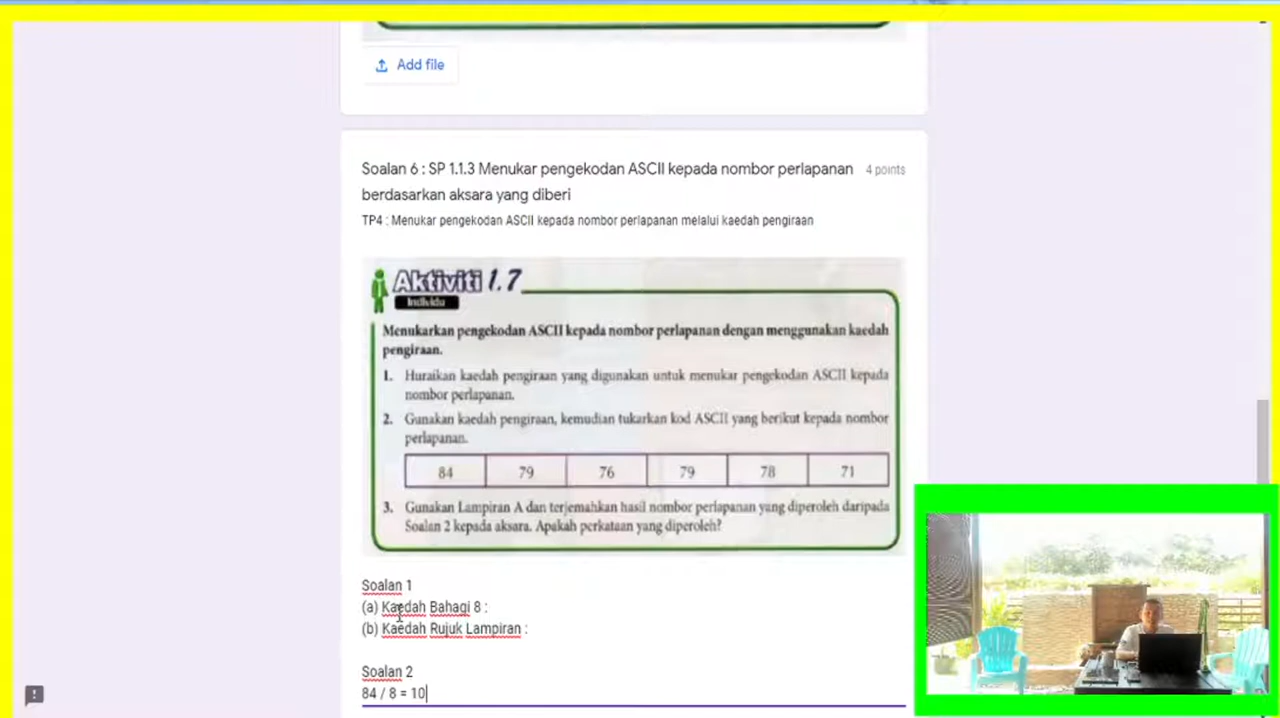 Add file
Soalan 6 : SP 1.1.3 Menukar pengekodan ASCII kepada nombor perlapanan 4 points
berdasarkan aksara yang diberi
TP4 : Menukar pengekodan ASCII kepada nombor perlapanan melalui kaedah pengiraan
Aktiviti 1.7
Individu
Menukarkan pengekodan ASCII kepada nombor perlapanan dengan menggunakan kaedah
pengiraan.
1. Huraikan kaedah pengiraan yang digunakan untuk menukar pengekodan ASCII kepada
nombor perlapanan.
2. Gunakan kaedah pengiraan, kemudian tukarkan kod ASCII yang berikut kepada nombor
perlapanan.
84 79 76 79 78 71
3. Gunakan Lampiran A dan terjemahkan hasil nombor perlapanan yang diperoleh daripada
Soalan 2 kepada aksara. Apakah perkataan yang diperoleh?
Soalan 1
(a) Kaedah Bahagi 8 :
(b) Kaedah Rujuk Lampiran :
Soalan 2
84 / 8 = 10